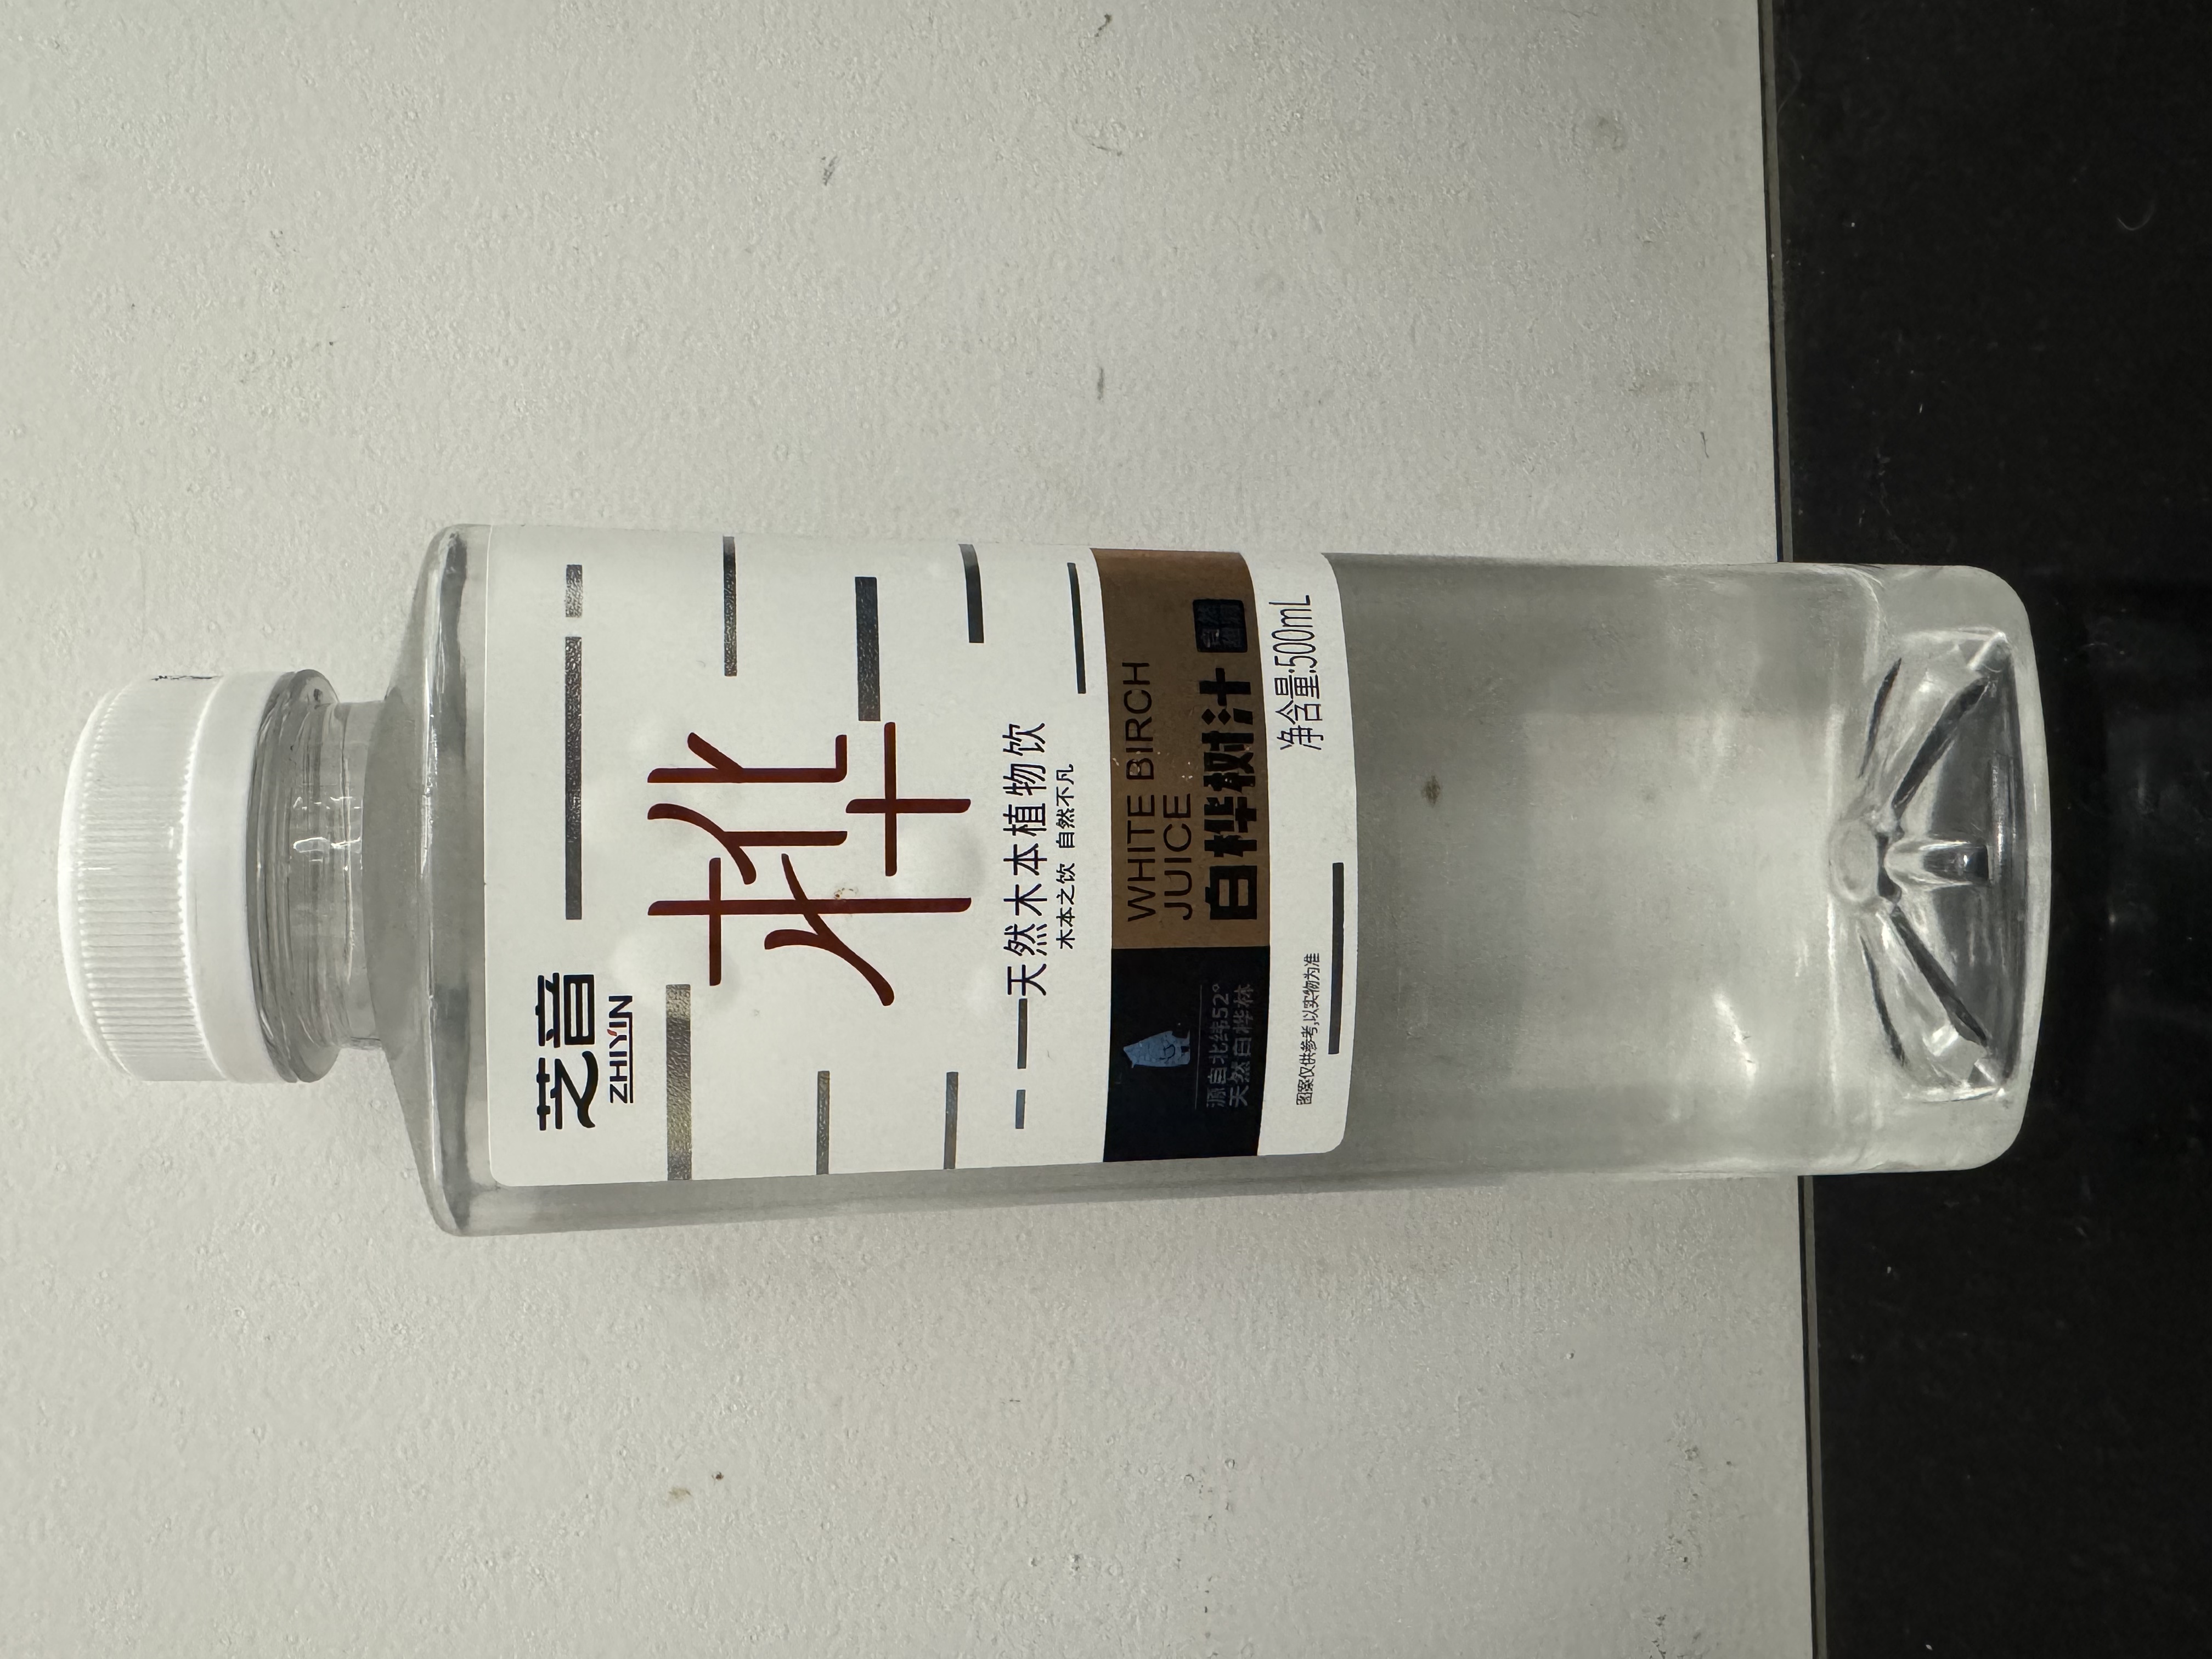 芝音
ZHIYIN
桦
天然木本植物饮
木本之饮 自然不凡
WHITE BIRCH
JUICE
白桦树汁
源自北纬52°
天然白桦林
净含量:500mL
图案仅供参考,以实物为准